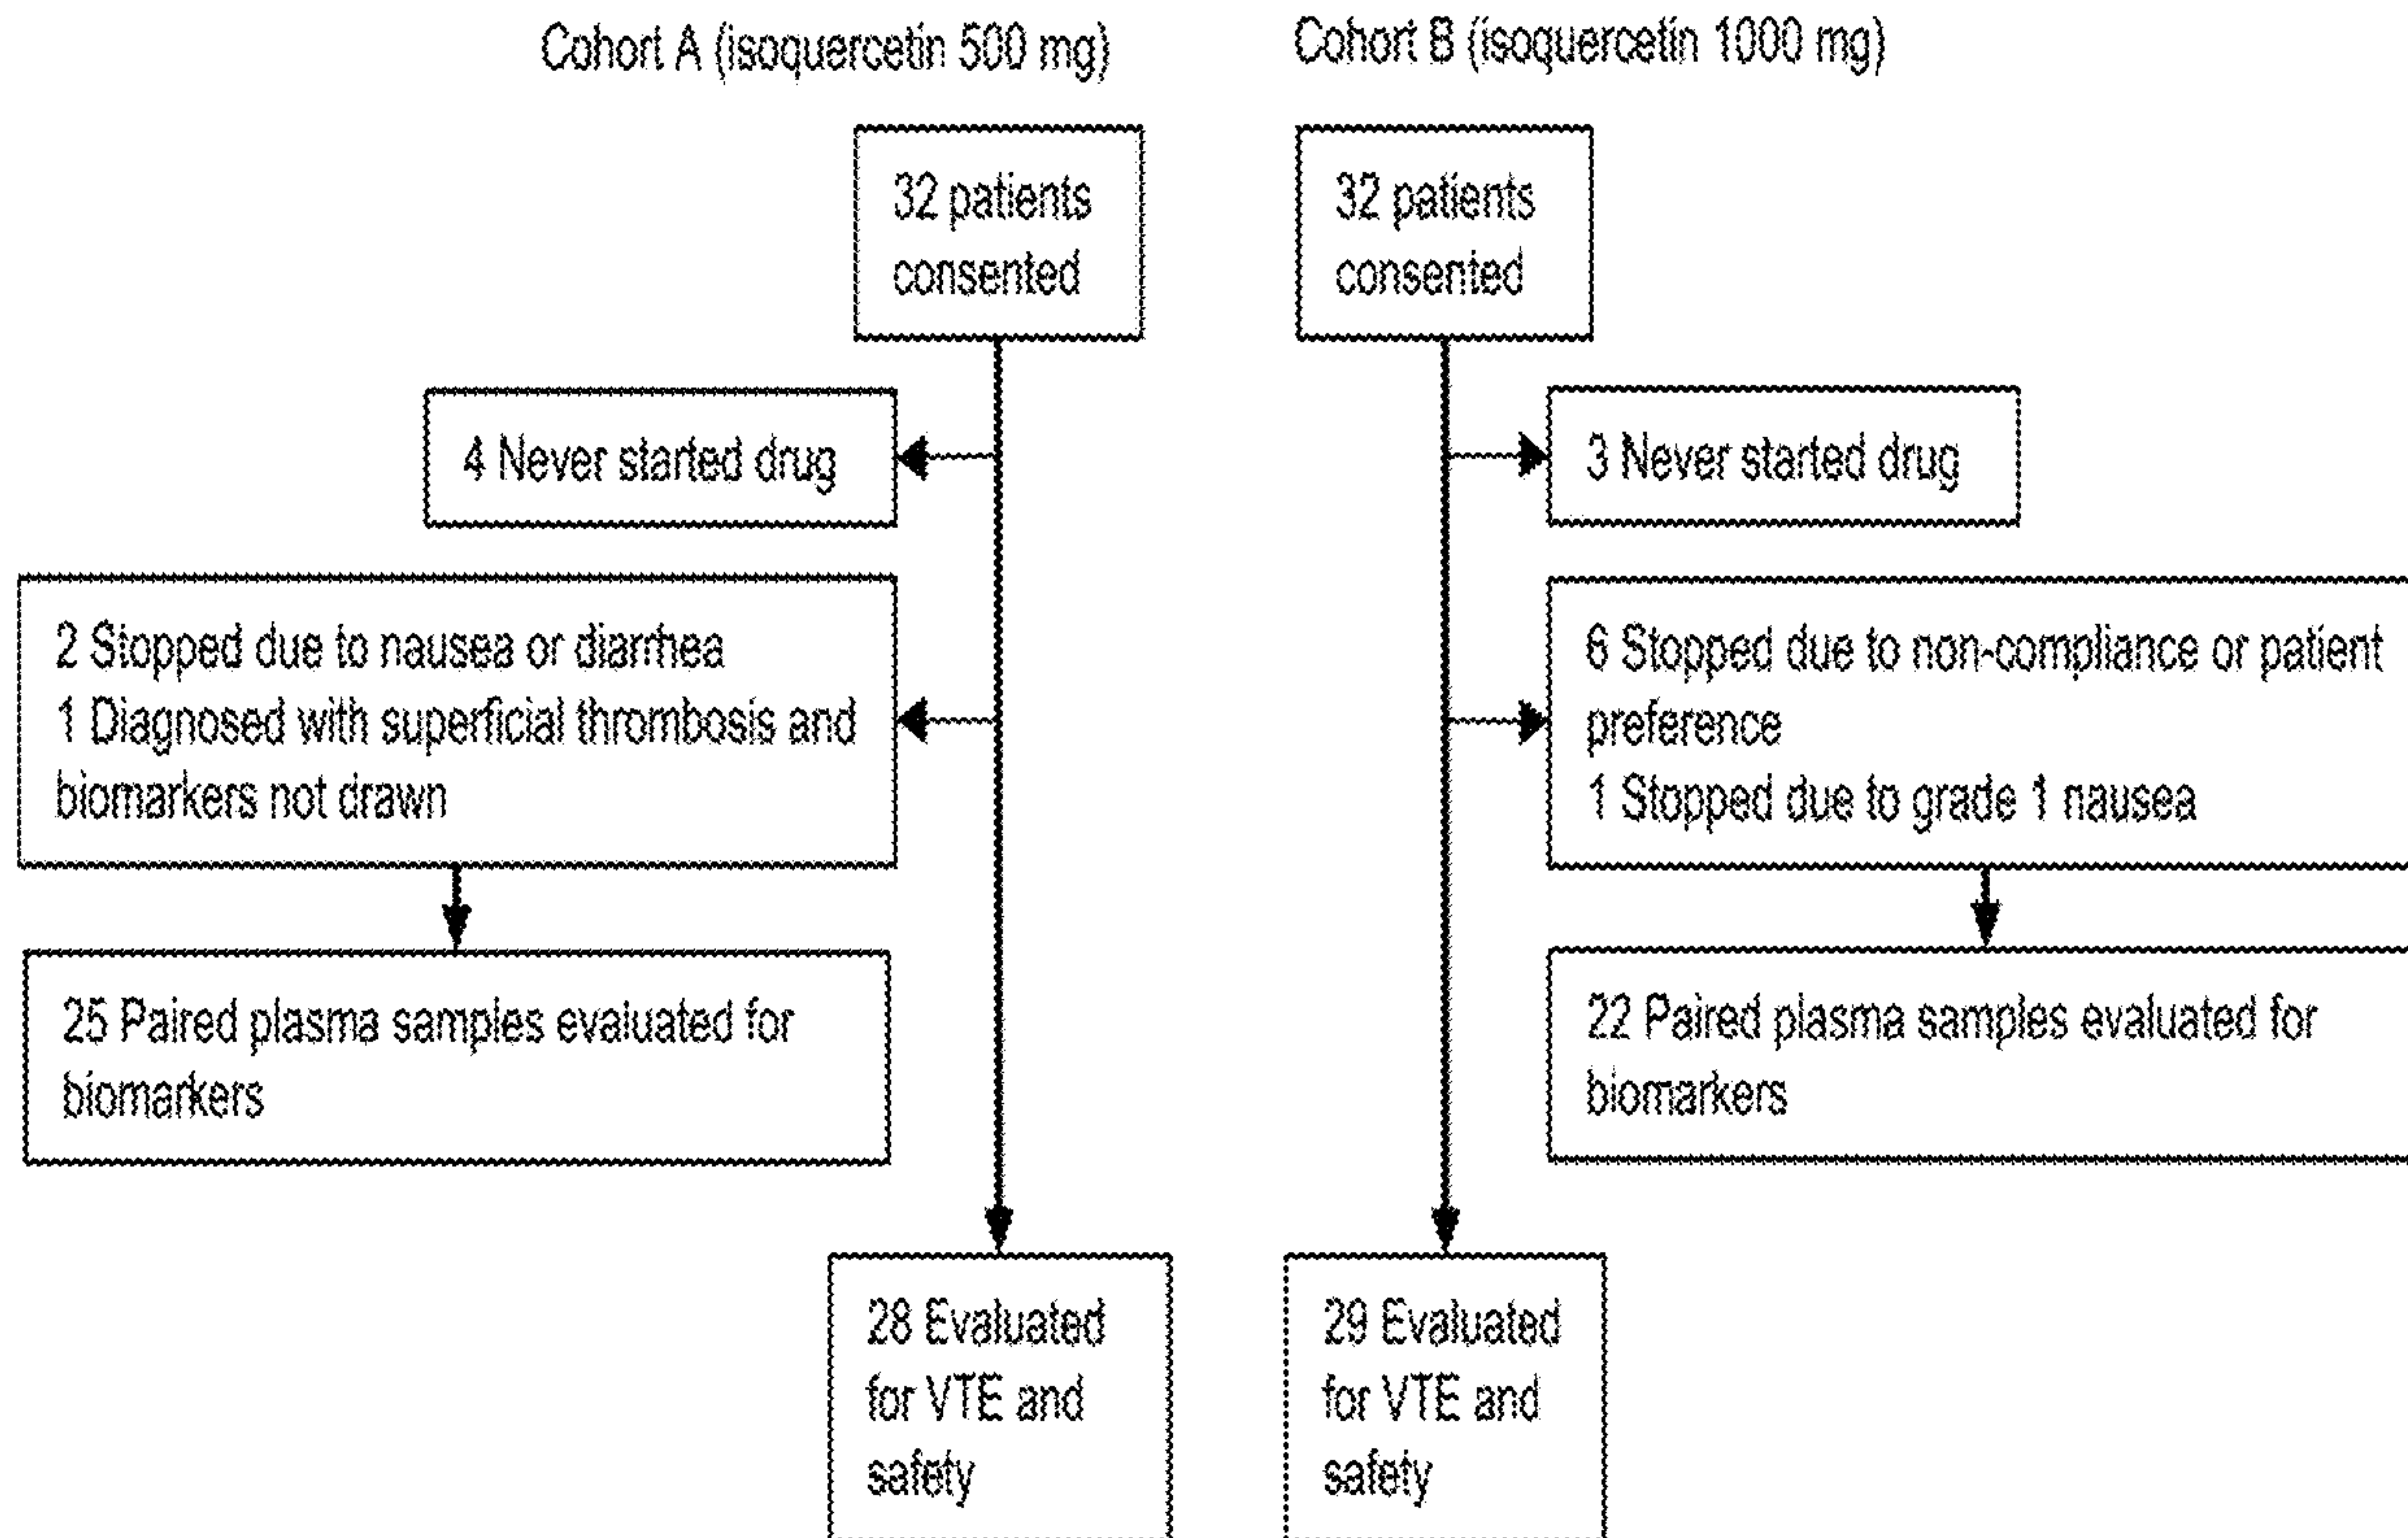 Cohort A (isoquercetin 500 mg)
Cohort B (isoquercetin 1000 mg)
32 patients
consented
32 patients
consented
4 Never started drug
3 Never started drug
2 Stopped due to nausea or diarrhea
1 Diagnosed with superficial thrombosis and
biomarkers not drawn
6 Stopped due to non-compliance or patient
preference
1 Stopped due to grade 1 nausea
25 Paired plasma samples evaluated for
biomarkers
22 Paired plasma samples evaluated for
biomarkers
28 Evaluated
for VTE and
safety
29 Evaluated
for VTE and
safety